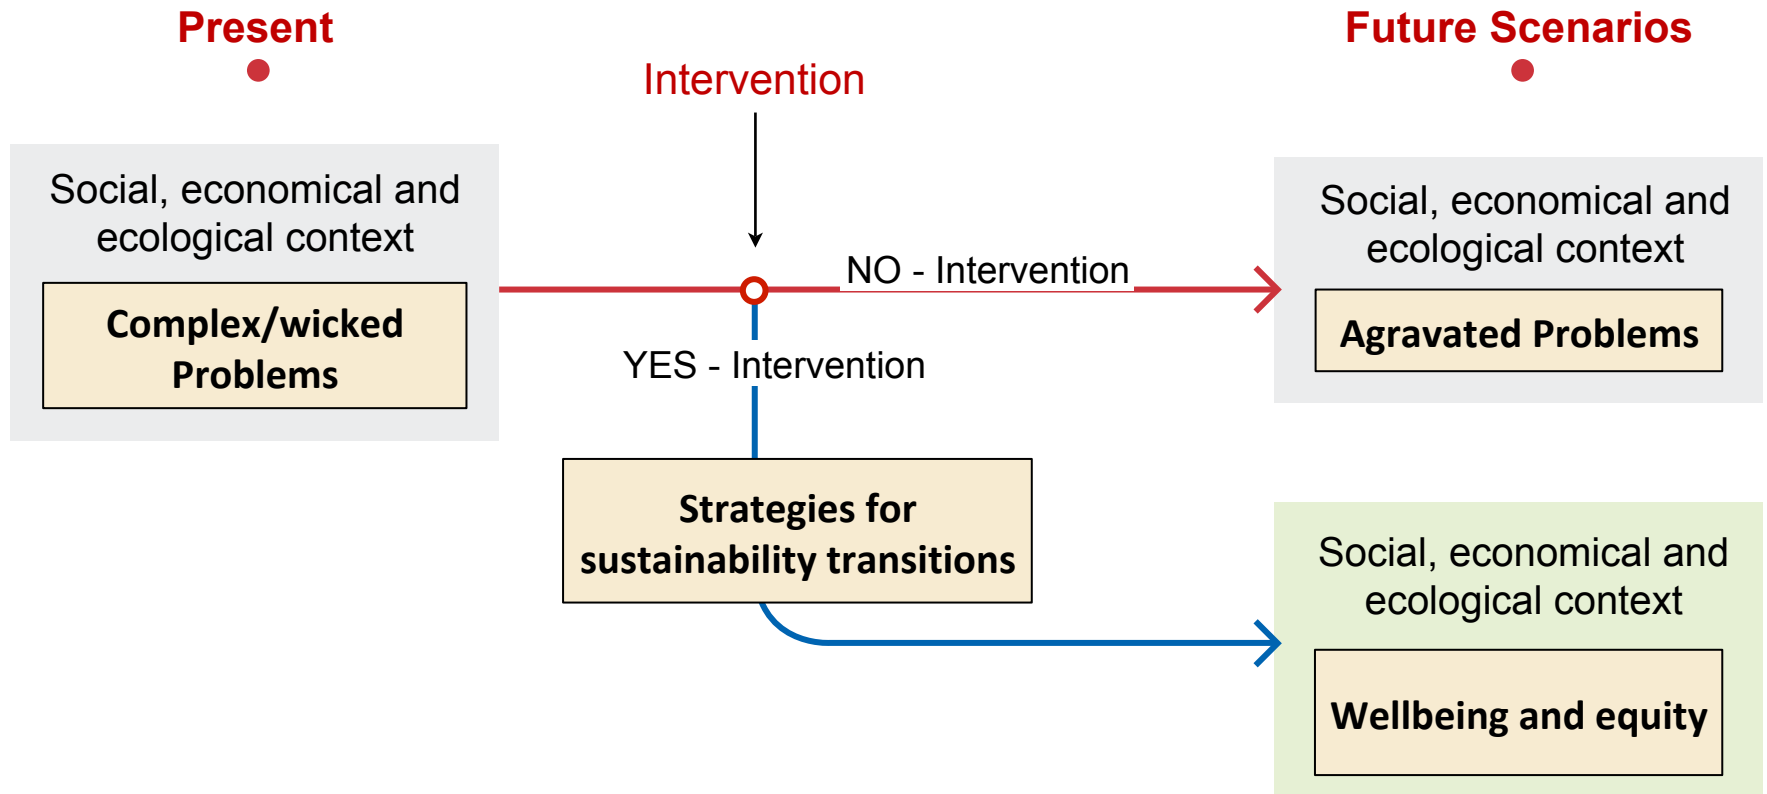 Present
Future Scenarios
Intervention
Social, economical and
ecological context
Complex/wicked
Problems
NO - Intervention
YES - Intervention
Social, economical and
ecological context
Agravated Problems
Strategies for
sustainability transitions
Social, economical and
ecological context
Wellbeing and equity